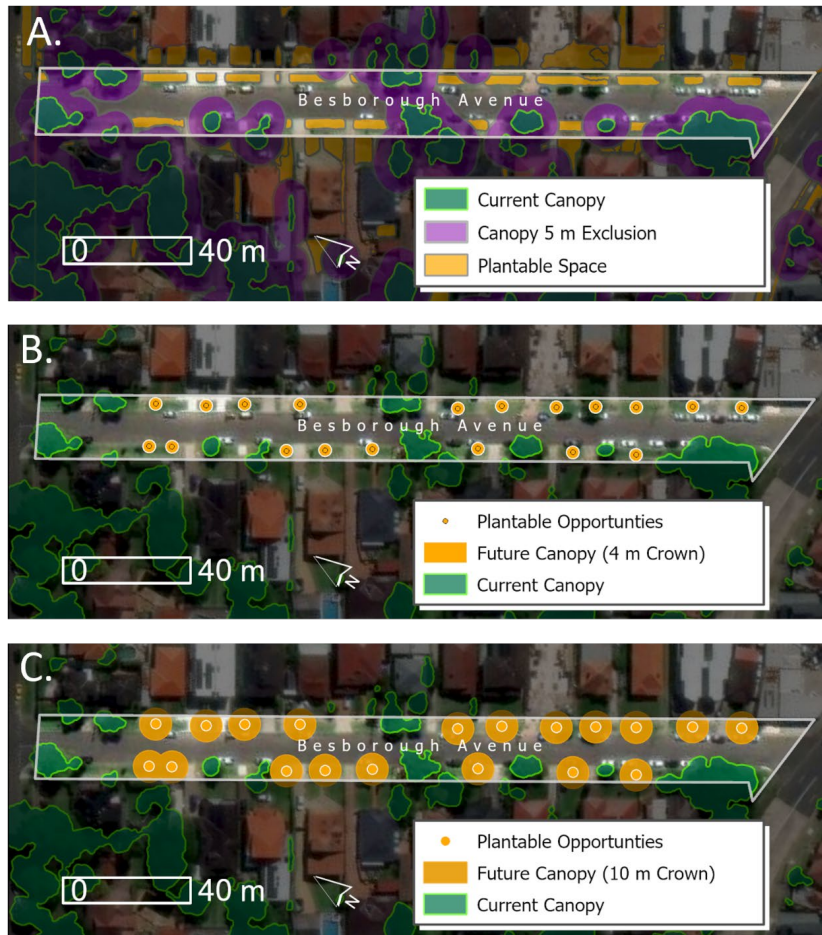 A.
Besborough Avenue
Current Canopy
Canopy 5 m Exclusion
Plantable Space
0 40 m
N
B.
Besborough Avenue
Plantable Opportunties
Future Canopy (4 m Crown)
Current Canopy
0 40 m
N
C.
Besborough Avenue
Plantable Opportunties
Future Canopy (10 m Crown)
Current Canopy
0 40 m
N